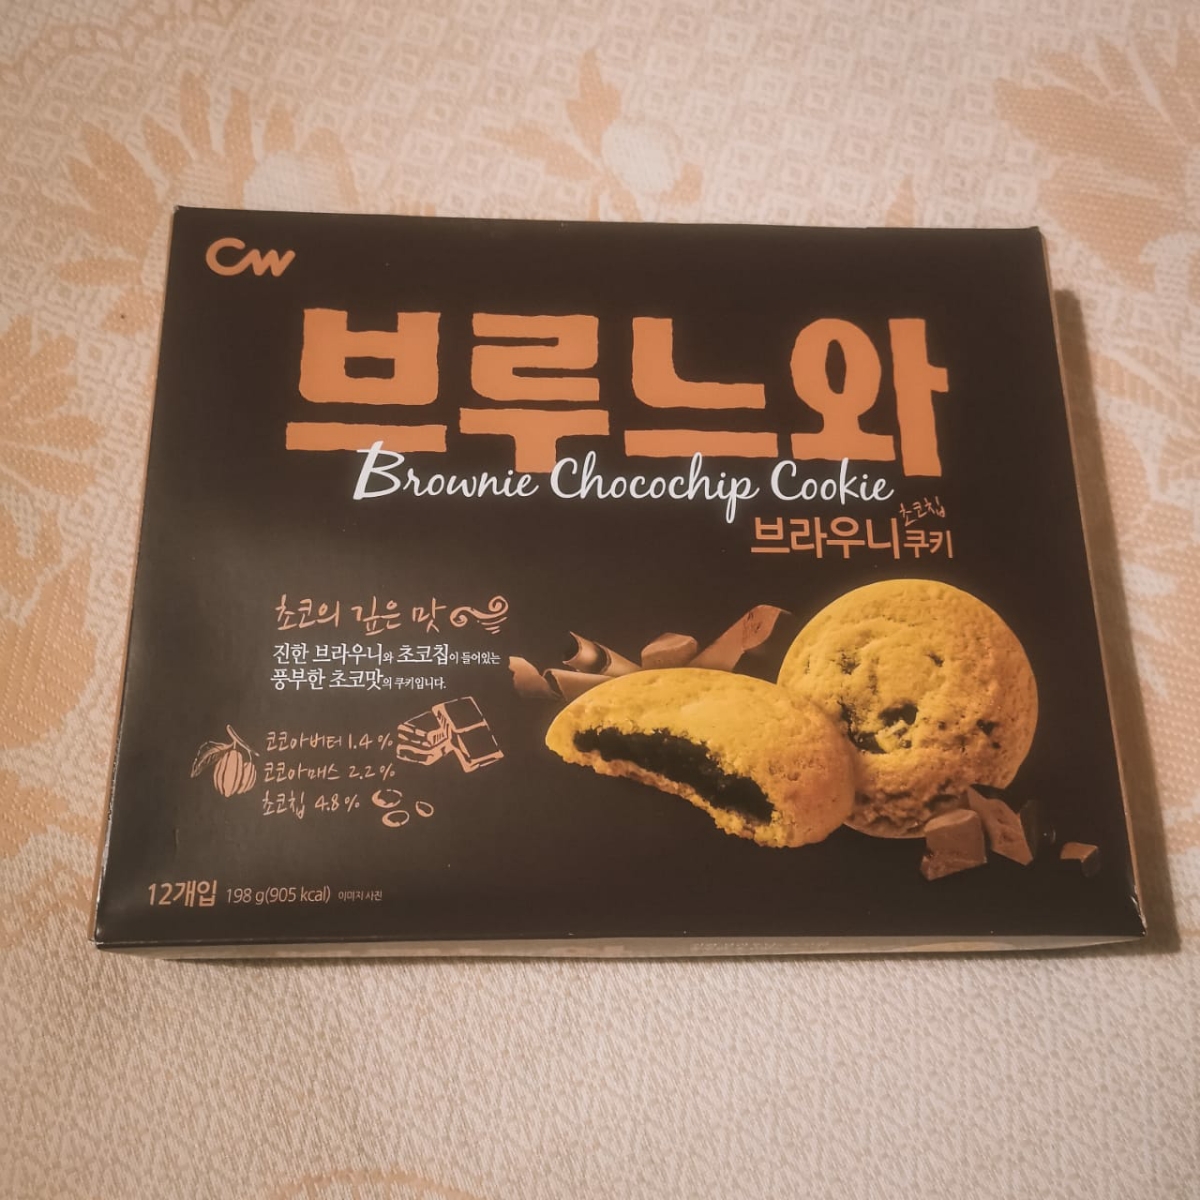 CW
브루느와
Brownie Chocochip Cookie
초코칩
브라우니쿠키
초코의 깊은 맛
진한 브라우니와 초코칩이 들어있는
풍부한 초코맛의 쿠키입니다.
코코아버터 1.4 %
코코아매스 2.2%
초코칩 4.8%
12개입 198 g(905 kcal) 이미지 사진